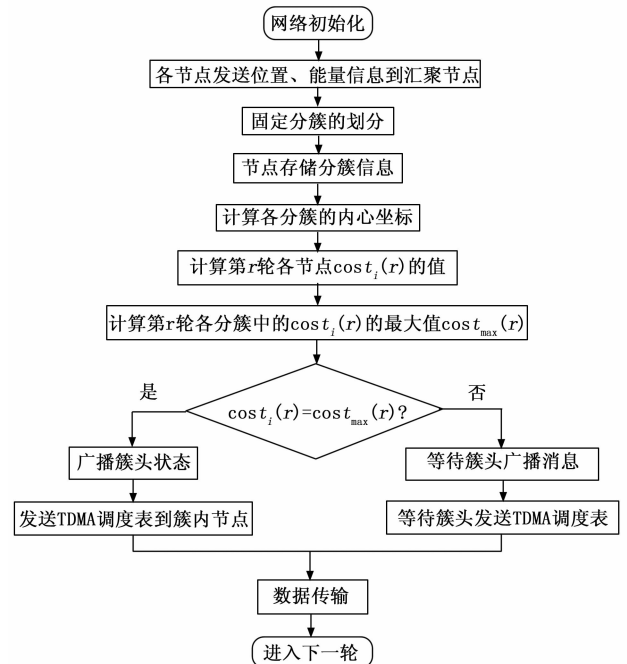 网络初始化
各节点发送位置、能量信息到汇聚节点
固定分簇的划分
节点存储分簇信息
计算各分簇的内心坐标
计算第r轮各节点cost_i(r)的值
计算第r轮各分簇中的cost_i(r)的最大值cost_max(r)
是
否
cost_i(r)=cost_max(r)?
广播簇头状态
等待簇头广播消息
发送TDMA调度表到簇内节点
等待簇头发送TDMA调度表
数据传输
进入下一轮